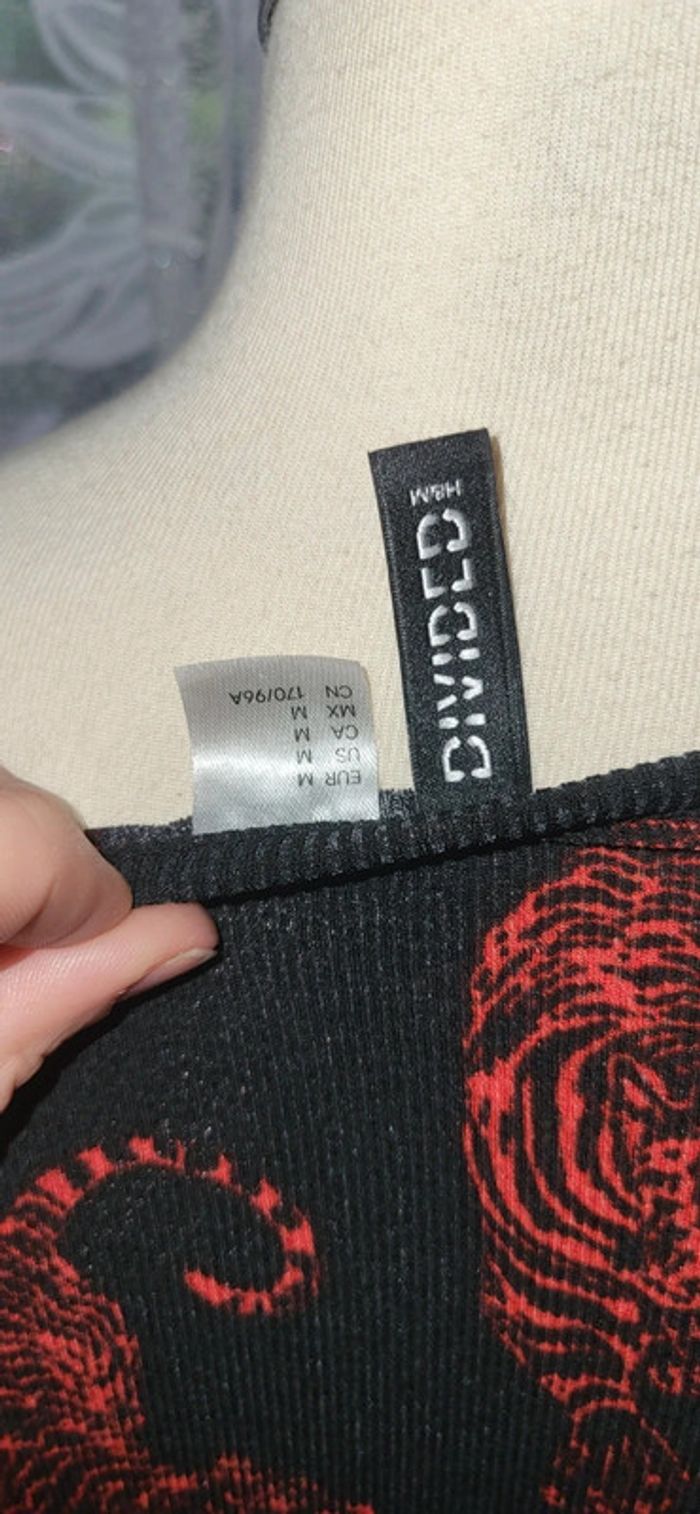 H&M
DIVIDED
EUR M
US M
CA M
MX M
CN 170/96A